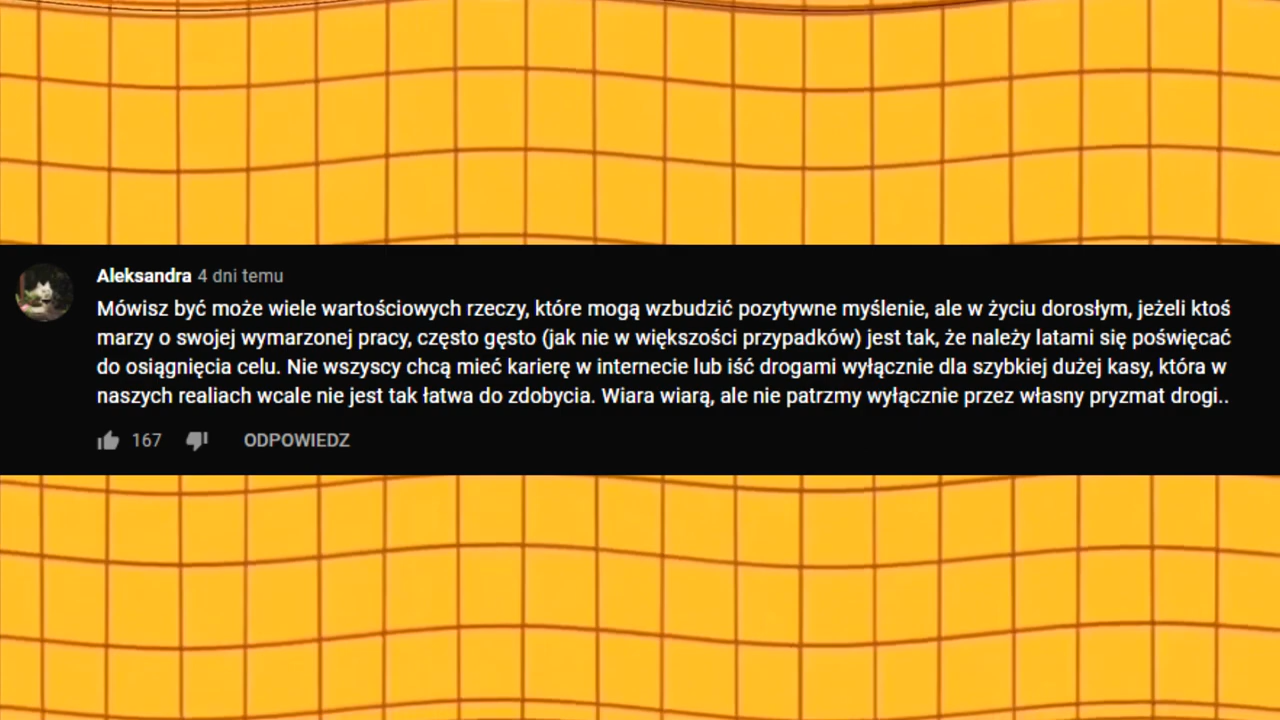 Aleksandra 4 dni temu
Mówisz być może wiele wartościowych rzeczy, które mogą wzbudzić pozytywne myślenie, ale w życiu dorosłym, jeżeli ktoś
marzy o swojej wymarzonej pracy, często gęsto (jak nie w większości przypadków) jest tak, że należy latami się poświęcać
do osiągnięcia celu. Nie wszyscy chcą mieć karierę w internecie lub iść drogami wyłącznie dla szybkiej dużej kasy, która w
naszych realiach wcale nie jest tak łatwa do zdobycia. Wiara wiarą, ale nie patrzmy wyłącznie przez własny pryzmat drogi..
167 ODPOWIEDZ